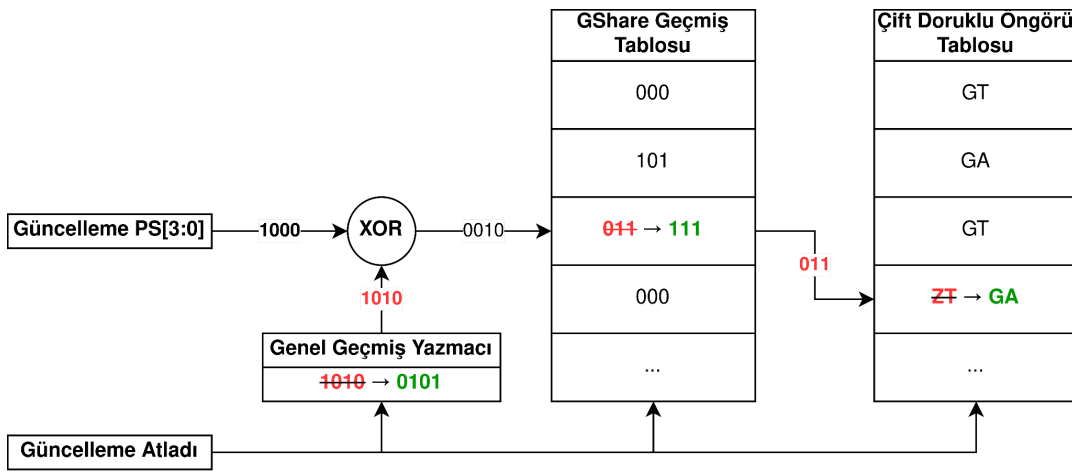 GShare Geçmiş
Tablosu
000
101
011 → 111
000
...
Çift Doruklu Öngörü
Tablosu
GT
GA
GT
ZT → GA
...
Güncelleme PS[3:0]
1000
XOR
0010
011
1010
Genel Geçmiş Yazmacı
1010 → 0101
Güncelleme Atladı